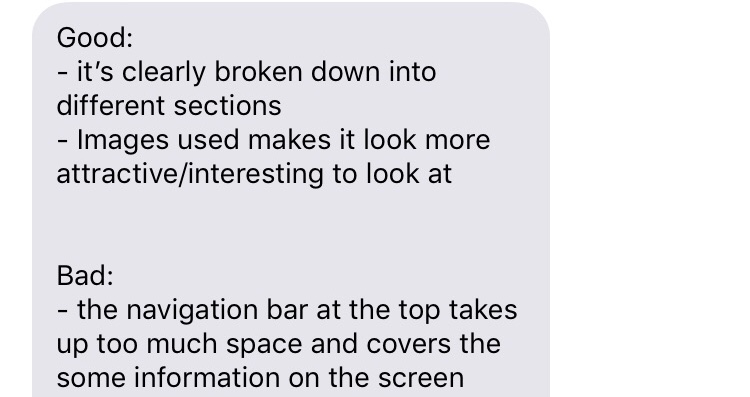 Good:
- it’s clearly broken down into
different sections
- Images used makes it look more
attractive/interesting to look at
Bad:
- the navigation bar at the top takes
up too much space and covers the
some information on the screen